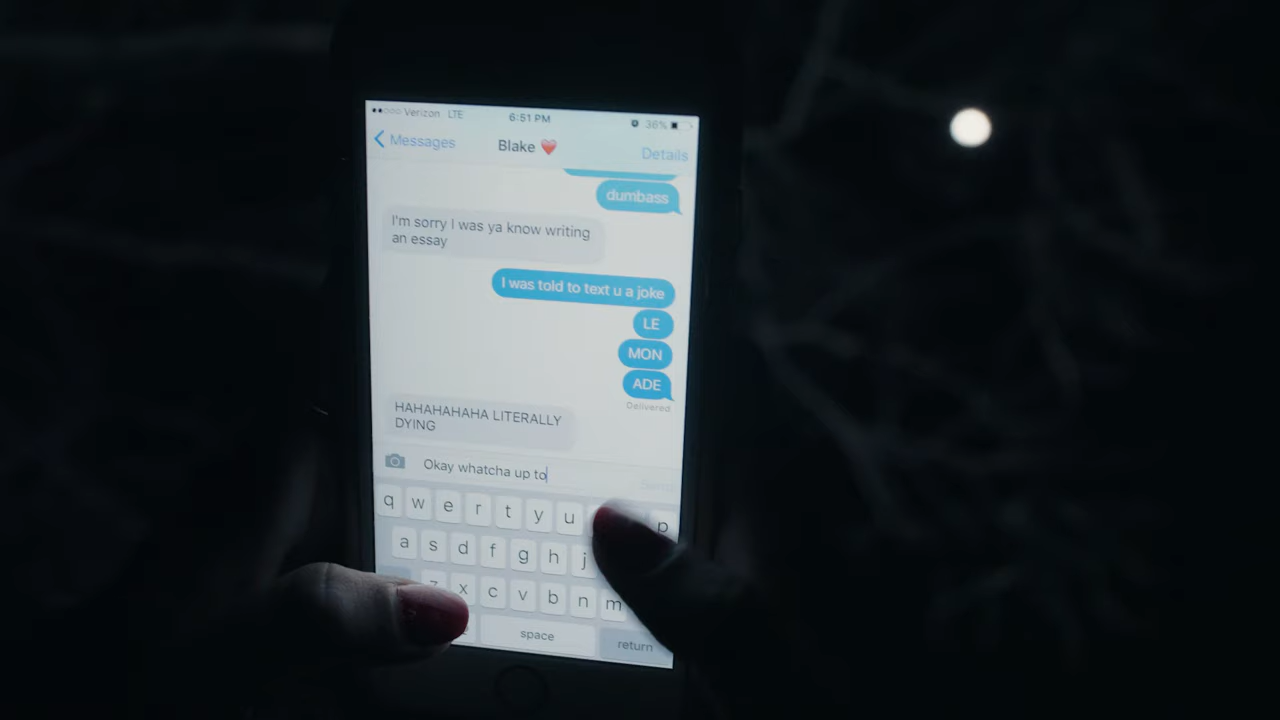 Verizon LTE 6:51 PM 36%
Messages Blake Details
dumbass
I'm sorry I was ya know writing
an essay
I was told to text u a joke
LE
MON
ADE
Delivered
HAHAHAHAHA LITERALLY
DYING
Okay whatcha up to
Send
q w e r t y u p
a s d f g h j
z x c v b n m
space return